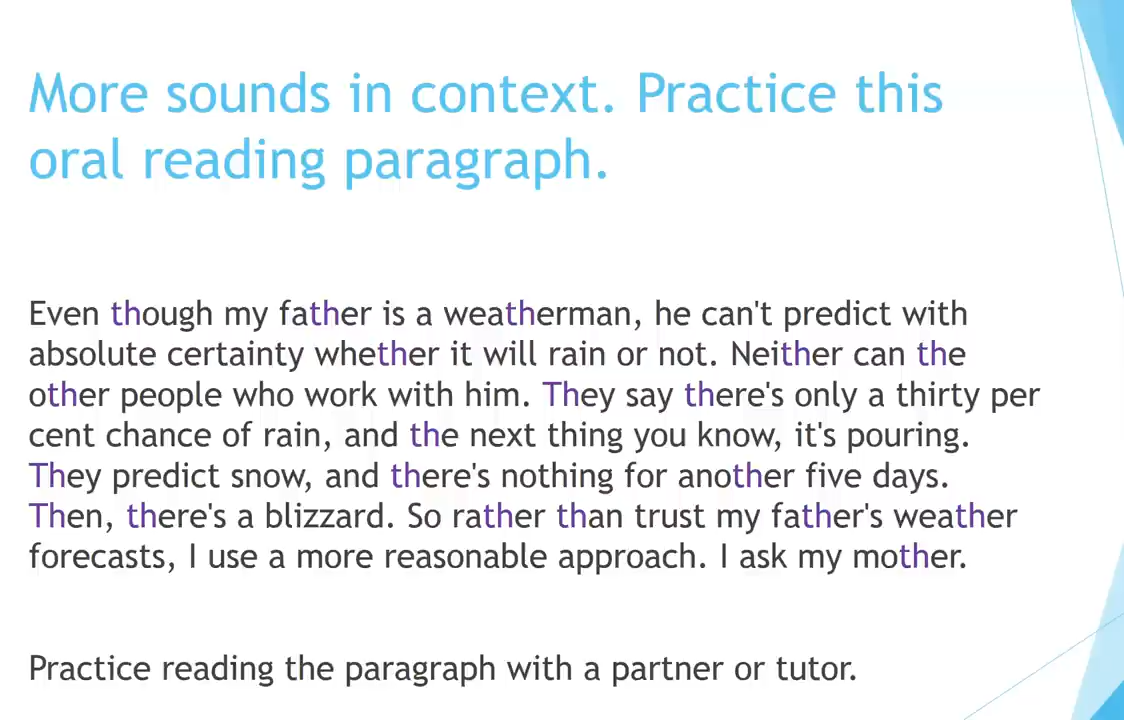 More sounds in context. Practice this
oral reading paragraph.
Even though my father is a weatherman, he can't predict with
absolute certainty whether it will rain or not. Neither can the
other people who work with him. They say there's only a thirty per
cent chance of rain, and the next thing you know, it's pouring.
They predict snow, and there's nothing for another five days.
Then, there's a blizzard. So rather than trust my father's weather
forecasts, I use a more reasonable approach. I ask my mother.
Practice reading the paragraph with a partner or tutor.